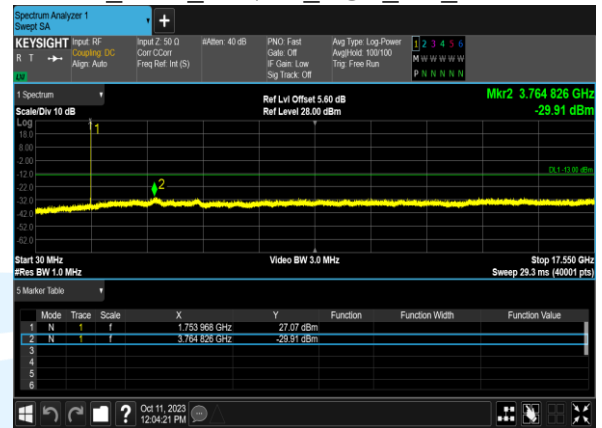 Spectrum Analyzer 1
Swept SA
KEYSIGHT Input: RF Input Z: 50 Ω #Atten: 40 dB PNO: Fast Avg Type: Log-Power 1 2 3 4 5 6
R T Coupling: DC Corr CCorr Gate: Off Avg|Hold: 100/100 M W W W W W
Align: Auto Freq Ref: Int (S) IF Gain: Low Trig: Free Run
Sig Track: Off P N N N N N
LV
1 Spectrum Ref Lvl Offset 5.60 dB Mkr2 3.764 826 GHz
Scale/Div 10 dB Ref Level 28.00 dBm -29.91 dBm
Log
18.0 1
8.00
-2.00
-12.0 DL1 -13.00 dBm
-22.0 2
-32.0
-42.0
-52.0
-62.0
Start 30 MHz Video BW 3.0 MHz Stop 17.550 GHz
#Res BW 1.0 MHz Sweep 29.3 ms (40001 pts)
5 Marker Table
Mode Trace Scale X Y Function Function Width Function Value
1 N 1 f 1.753 968 GHz 27.07 dBm
2 N 1 f 3.764 826 GHz -29.91 dBm
3
4
5
6
? Oct 11, 2023
12:04:21 PM